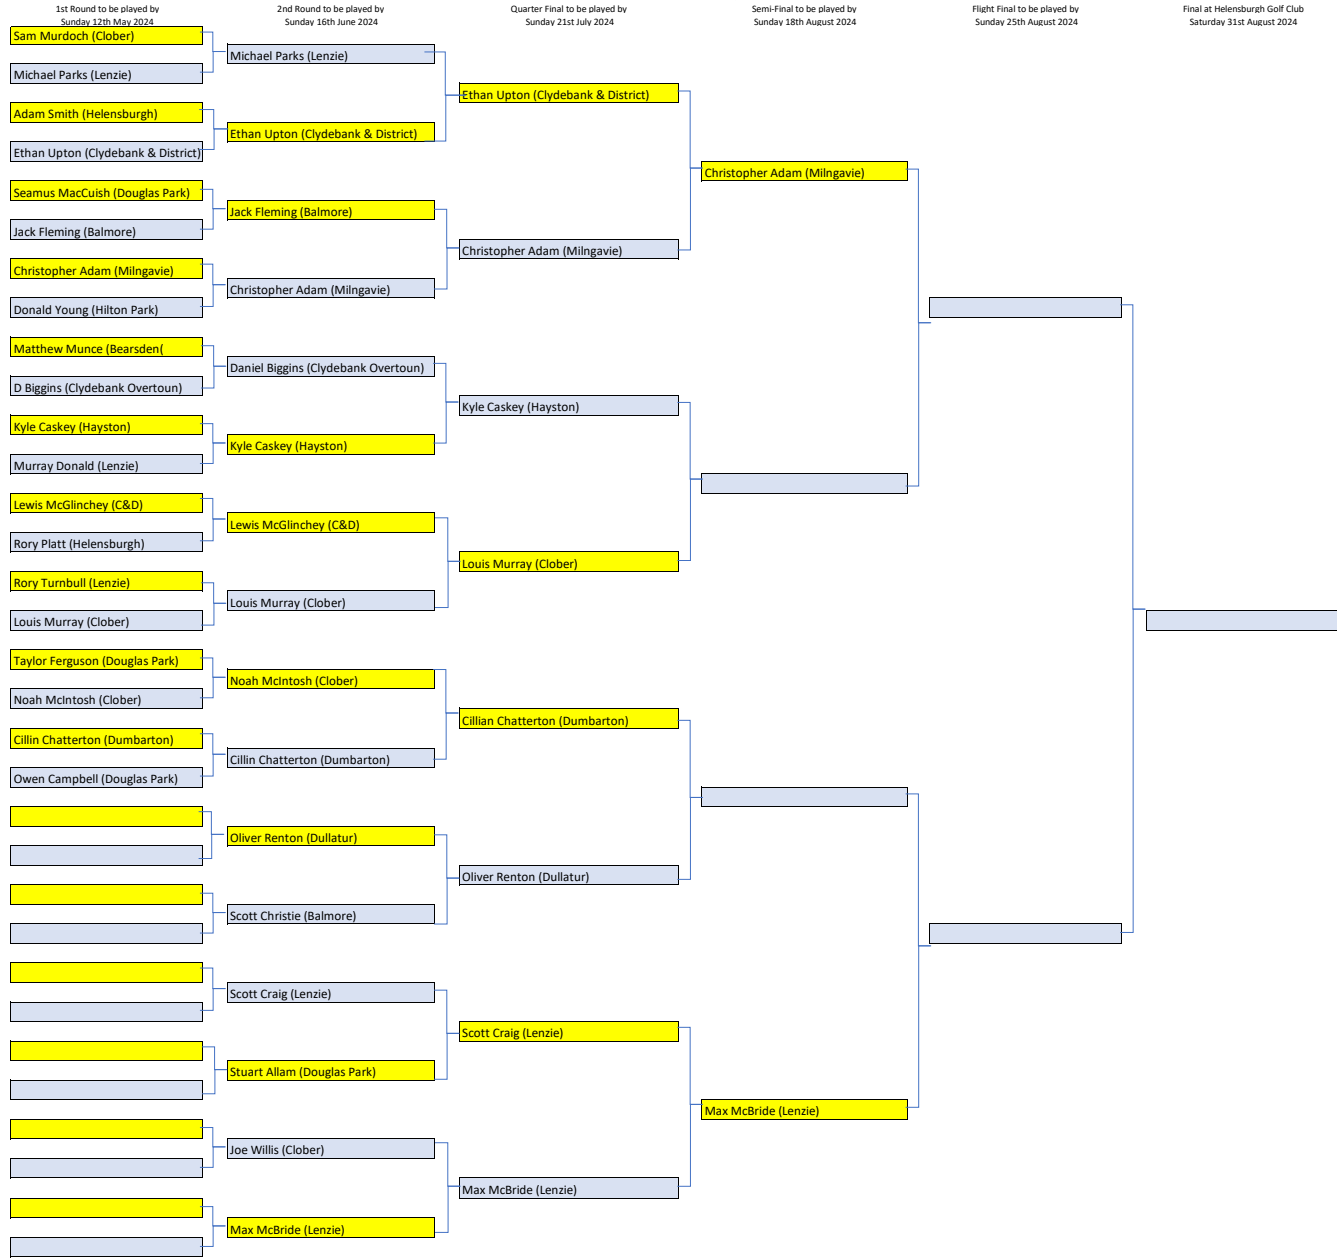 1st Round to be played by
Sunday 12th May 2024
2nd Round to be played by
Sunday 16th June 2024
Quarter Final to be played by
Sunday 21st July 2024
Semi-Final to be played by
Sunday 18th August 2024
Flight Final to be played by
Sunday 25th August 2024
Final at Helensburgh Golf Club
Saturday 31st August 2024
Sam Murdoch (Clober)
Michael Parks (Lenzie)
Adam Smith (Helensburgh)
Ethan Upton (Clydebank & District)
Seamus MacCuish (Douglas Park)
Jack Fleming (Balmore)
Christopher Adam (Milngavie)
Donald Young (Hilton Park)
Matthew Munce (Bearsden(
D Biggins (Clydebank Overtoun)
Kyle Caskey (Hayston)
Murray Donald (Lenzie)
Lewis McGlinchey (C&D)
Rory Platt (Helensburgh)
Rory Turnbull (Lenzie)
Louis Murray (Clober)
Taylor Ferguson (Douglas Park)
Noah McIntosh (Clober)
Cillin Chatterton (Dumbarton)
Owen Campbell (Douglas Park)
Michael Parks (Lenzie)
Ethan Upton (Clydebank & District)
Jack Fleming (Balmore)
Christopher Adam (Milngavie)
Daniel Biggins (Clydebank Overtoun)
Kyle Caskey (Hayston)
Lewis McGlinchey (C&D)
Louis Murray (Clober)
Noah McIntosh (Clober)
Cillin Chatterton (Dumbarton)
Oliver Renton (Dullatur)
Scott Christie (Balmore)
Scott Craig (Lenzie)
Stuart Allam (Douglas Park)
Joe Willis (Clober)
Max McBride (Lenzie)
Ethan Upton (Clydebank & District)
Christopher Adam (Milngavie)
Kyle Caskey (Hayston)
Louis Murray (Clober)
Cillian Chatterton (Dumbarton)
Oliver Renton (Dullatur)
Scott Craig (Lenzie)
Max McBride (Lenzie)
Christopher Adam (Milngavie)
Max McBride (Lenzie)